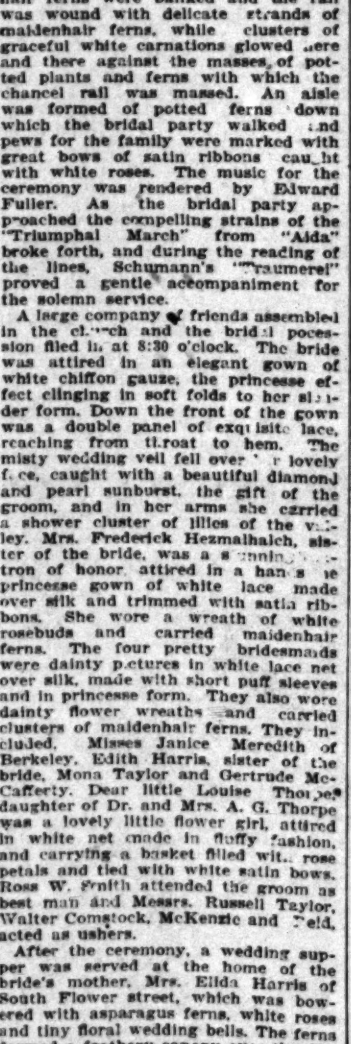 was wound with delicate strands of
maidenhair ferns, while clusters of
graceful white carnations glowed here
and there against the masses of pot-
ted plants and ferns with which the
chancel rail was massed. An aisle
was formed of potted ferns down
which the bridal party walked and
pews for the family were marked with
great bows of satin ribbons caught
with white roses. The music for the
ceremony was rendered by Edward
Fuller. As the bridal party ap-
proached the compelling strains of the
"Triumphal March" from "Aida"
broke forth, and during the reading of
the lines, Schumann's "Traumerei"
proved a gentle accompaniment for
the solemn service.
A large company of friends assembled
in the church and the bridal poces-
sion filed in at 8:30 o'clock. The bride
was attired in an elegant gown of
white chiffon gauze, the princesse ef-
fect clinging in soft folds to her slen-
der form. Down the front of the gown
was a double panel of exquisite lace,
reaching from throat to hem. The
misty wedding veil fell over her lovely
face, caught with a beautiful diamond
and pearl sunburst, the gift of the
groom, and in her arms she carried
a shower cluster of lilies of the val-
ley. Mrs. Frederick Hezmalhalch, sis-
ter of the bride, was a stunning
tron of honor, attired in a handsome
princesse gown of white lace made
over silk and trimmed with satin rib-
bons. She wore a wreath of white
rosebuds and carried maidenhair
ferns. The four pretty bridesmaids
were dainty pictures in white lace net
over silk, made with short puff sleeves
and in princesse form. They also wore
dainty flower wreaths and carried
clusters of maidenhair ferns. They in-
cluded, Misses Janice Meredith of
Berkeley, Edith Harris, sister of the
bride, Mona Taylor and Gertrude Mc-
Cafferty. Dear little Louise Thorpe,
daughter of Dr. and Mrs. A. G. Thorpe
was a lovely little flower girl, attired
in white net made in fluffy fashion,
and carrying a basket filled with rose
petals and tied with white satin bows.
Ross W. Smith attended the groom as
best man and Messrs. Russell Taylor,
Walter Comstock, McKenzie and
acted as ushers.
After the ceremony, a wedding sup-
per was served at the home of the
bride's mother, Mrs. Elida Harris of
South Flower street, which was bow-
ered with asparagus ferns, white roses
and tiny floral wedding bells. The ferns